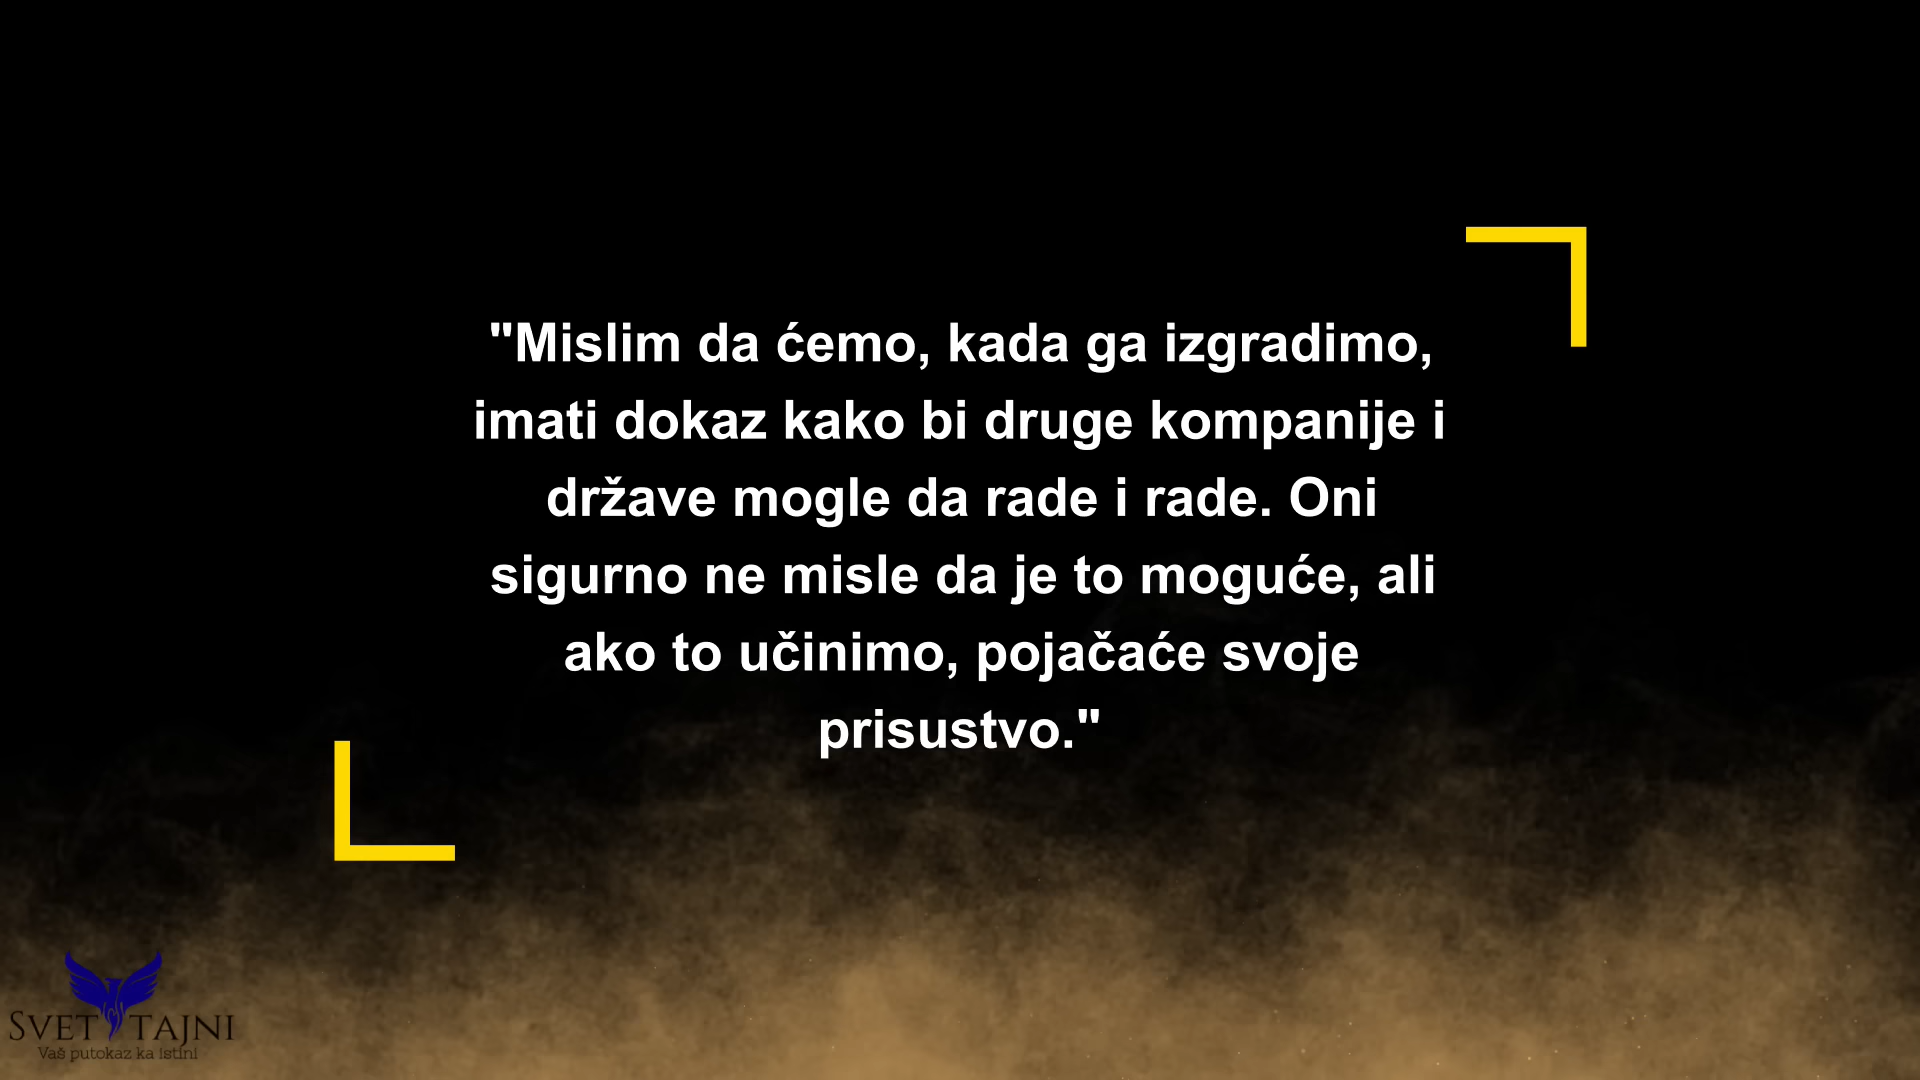 "Mislim da ćemo, kada ga izgradimo,
imati dokaz kako bi druge kompanije i
države mogle da rade i rade. Oni
sigurno ne misle da je to moguće, ali
ako to učinimo, pojačaće svoje
prisustvo."
SVET TAJNI
Vaš putokaz ka istini